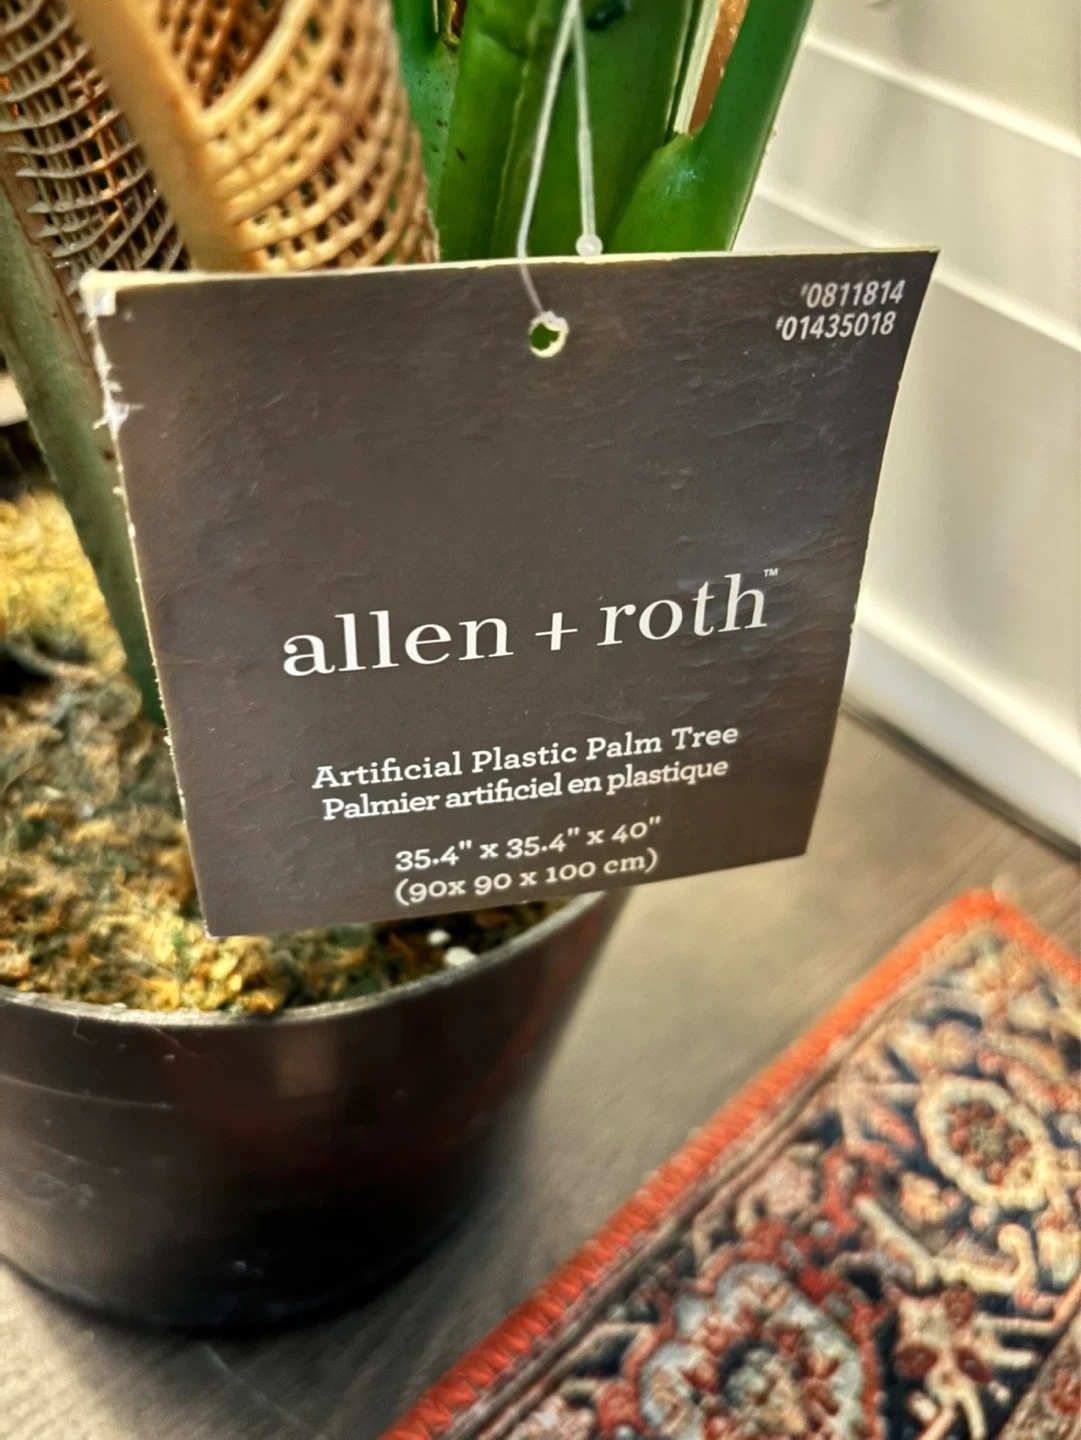 #0811814
#01435018
allen + roth™
Artificial Plastic Palm Tree
Palmier artificiel en plastique
35.4" x 35.4" x 40"
(90x 90 x 100 cm)